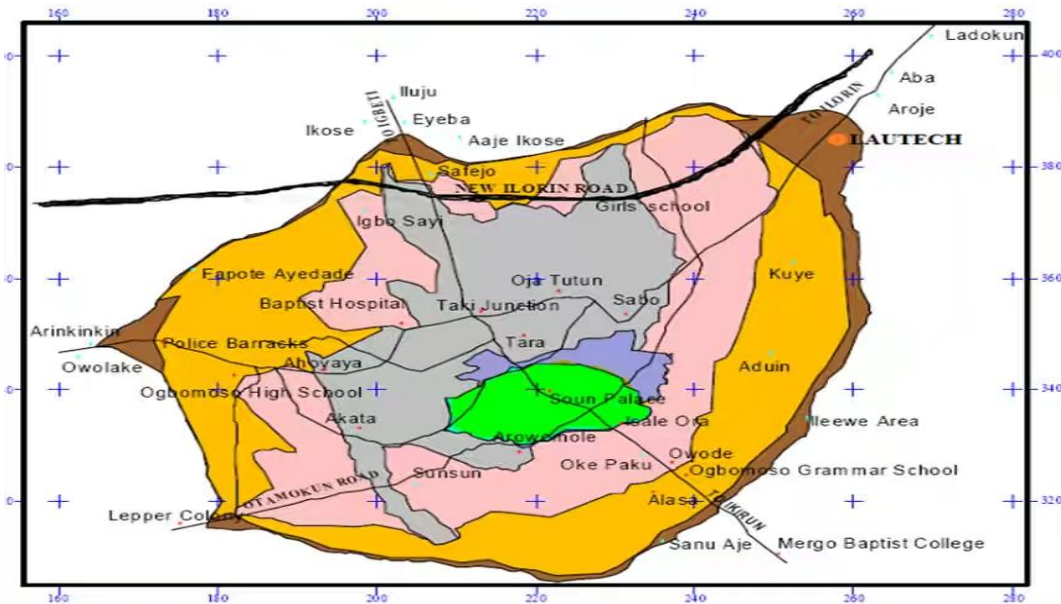 160 200 220 240 260 280
Ladokun
400
Aba
Iluju
TO ILORIN
Aroje
Ikose
Eyeba
Aaje Ikose
LAUTECH
380
Safejo
NEW ILORIN ROAD
Girls' school
Igbo Sayi
Fapote Ayedade
Oja Tutun
Kuye
360
Baptist Hospital
Taki Junction
Sabo
Arinkinkin
Police Barracks
Tara
Owolake
Ahoyaya
Aduin
Ogbomoso High School
340
Soun Palace
Akata
Isale Ora
Ileewe Area
Arowomole
Owode
Oke Paku
Ogbomoso Grammar School
Sunsun
OTAMOKUN ROAD
Alasa
320
Lepper Colony
Sanu Aje
Mergo Baptist College
160 180 200 220 240 260 280